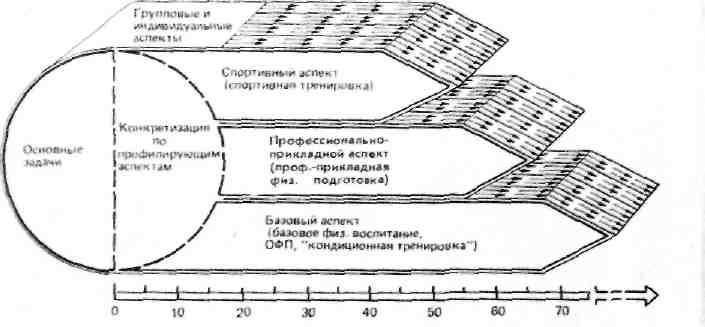 Групповые и
индивидуальные
аспекты
Спортивный аспект
(спортивная тренировка)
Основные
задачи
Конкретизация
по
профилирующим
аспектам
Профессионально-
прикладной аспект
(проф.-прикладная
физ. подготовка)
Базовый аспект
(базовое физ. воспитание,
ОФП, "кондиционная тренировка")
0 10 20 30 40 50 60 70